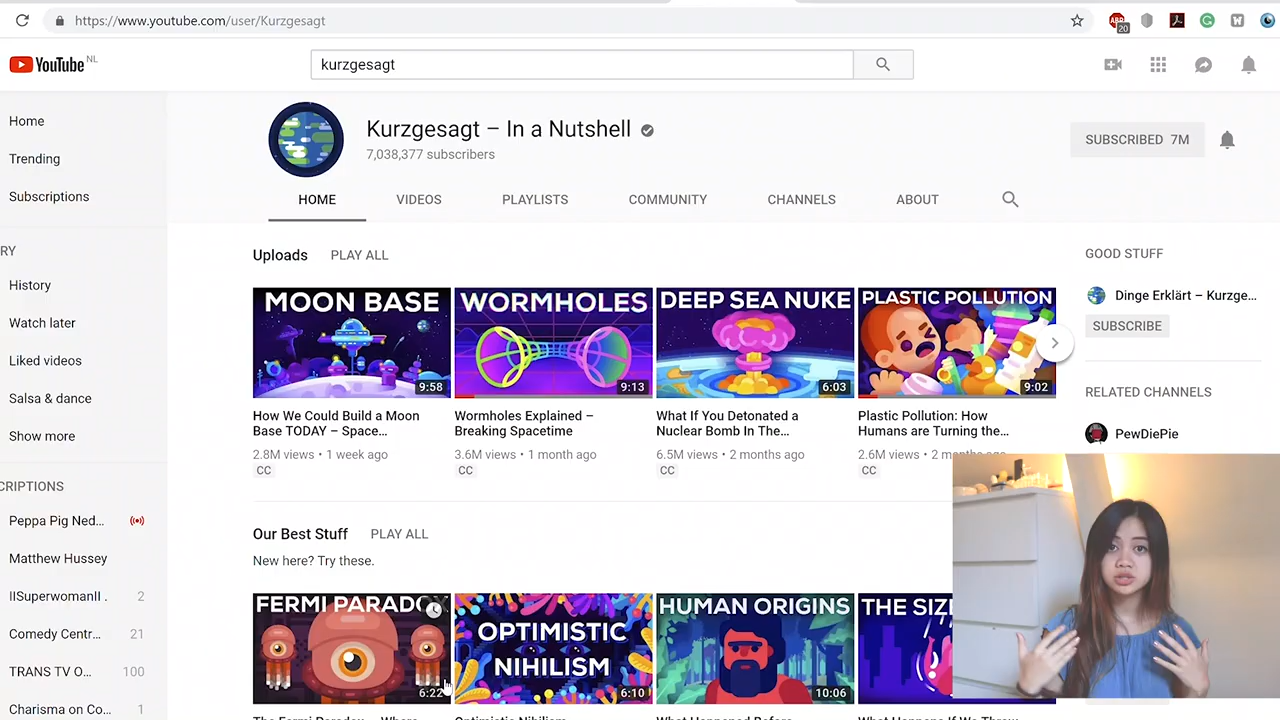 https://www.youtube.com/user/Kurzgesagt
20
YouTube NL
kurzgesagt
Home
Trending
Subscriptions
RY
History
Watch later
Liked videos
Salsa & dance
Show more
CRIPTIONS
Peppa Pig Ned...
Matthew Hussey
IISuperwomanII . 2
Comedy Centr... 21
TRANS TV O... 100
Charisma on Co... 1
Kurzgesagt – In a Nutshell
7,038,377 subscribers
SUBSCRIBED 7M
HOME VIDEOS PLAYLISTS COMMUNITY CHANNELS ABOUT
Uploads PLAY ALL
MOON BASE
9:58
How We Could Build a Moon
Base TODAY – Space...
2.8M views • 1 week ago
CC
WORMHOLES
9:13
Wormholes Explained –
Breaking Spacetime
3.6M views • 1 month ago
CC
DEEP SEA NUKE
6:03
What If You Detonated a
Nuclear Bomb In The...
6.5M views • 2 months ago
CC
PLASTIC POLLUTION
9:02
Plastic Pollution: How
Humans are Turning the...
2.6M views • 2 months ago
CC
Our Best Stuff PLAY ALL
New here? Try these.
FERMI PARADO
6:22
The Fermi Paradox – Where
OPTIMISTIC
NIHILISM
6:10
Optimistic Nihilism
HUMAN ORIGINS
10:06
What Happened Before
THE SIZE
What Happens If We Throw
GOOD STUFF
Dinge Erklärt – Kurzge...
SUBSCRIBE
RELATED CHANNELS
PewDiePie